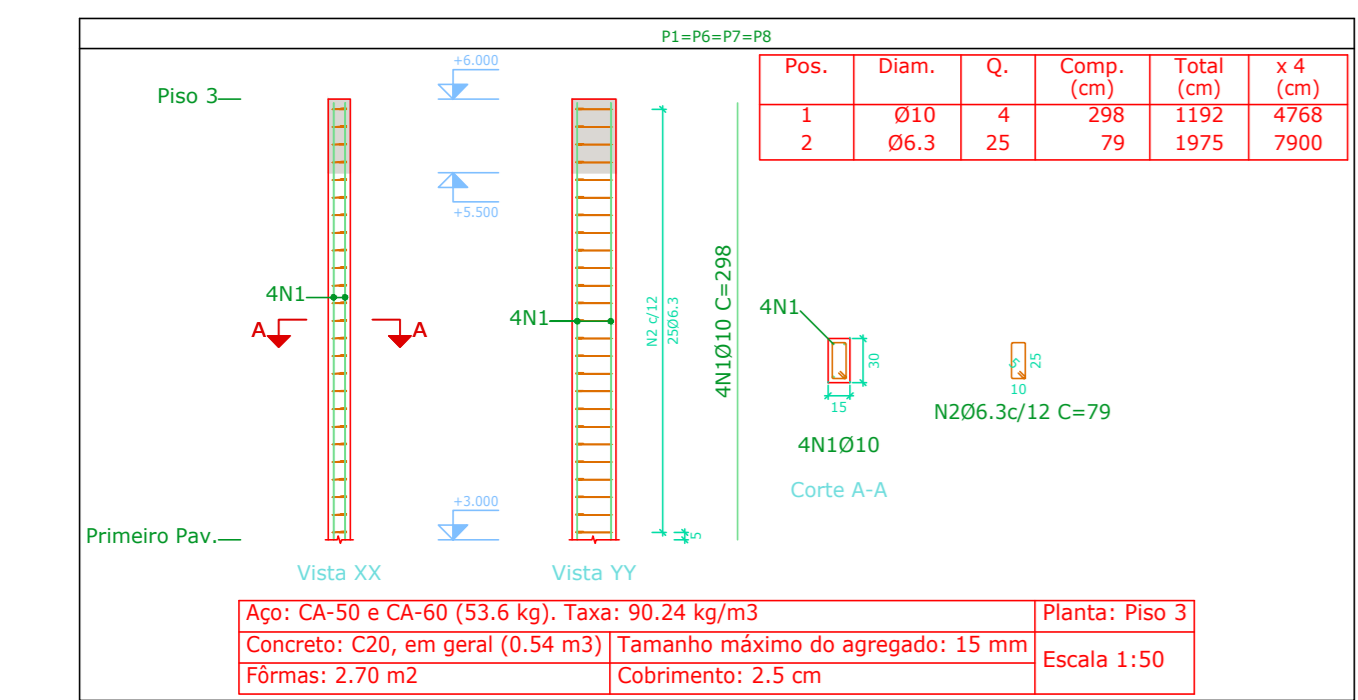 P1=P6=P7=P8
Pos. Diam. Q. Comp. (cm) Total (cm) x 4 (cm)
1 Ø10 4 298 1192 4768
2 Ø6.3 25 79 1975 7900
+6.000
Piso 3
+5.500
4N1
A A
4N1
N2 c/12
25Ø6.3
4N1Ø10 C=298
4N1
30
15
4N1Ø10
Corte A-A
5
25
10
N2Ø6.3c/12 C=79
+3.000
Primeiro Pav.
5
Vista XX
Vista YY
Aço: CA-50 e CA-60 (53.6 kg). Taxa: 90.24 kg/m3
Planta: Piso 3
Concreto: C20, em geral (0.54 m3)
Tamanho máximo do agregado: 15 mm
Escala 1:50
Fôrmas: 2.70 m2
Cobrimento: 2.5 cm